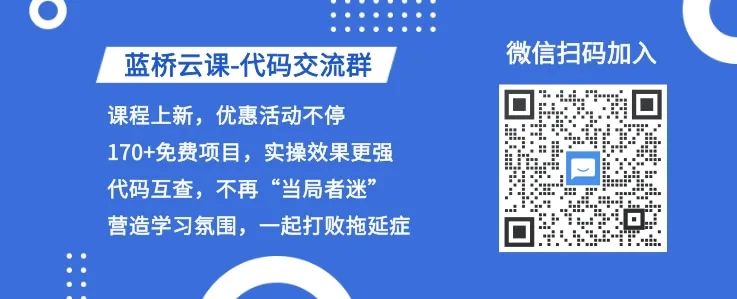 蓝桥云课-代码交流群
课程上新，优惠活动不停
170+免费项目，实操效果更强
代码互查，不再“当局者迷”
营造学习氛围，一起打败拖延症
微信扫码加入